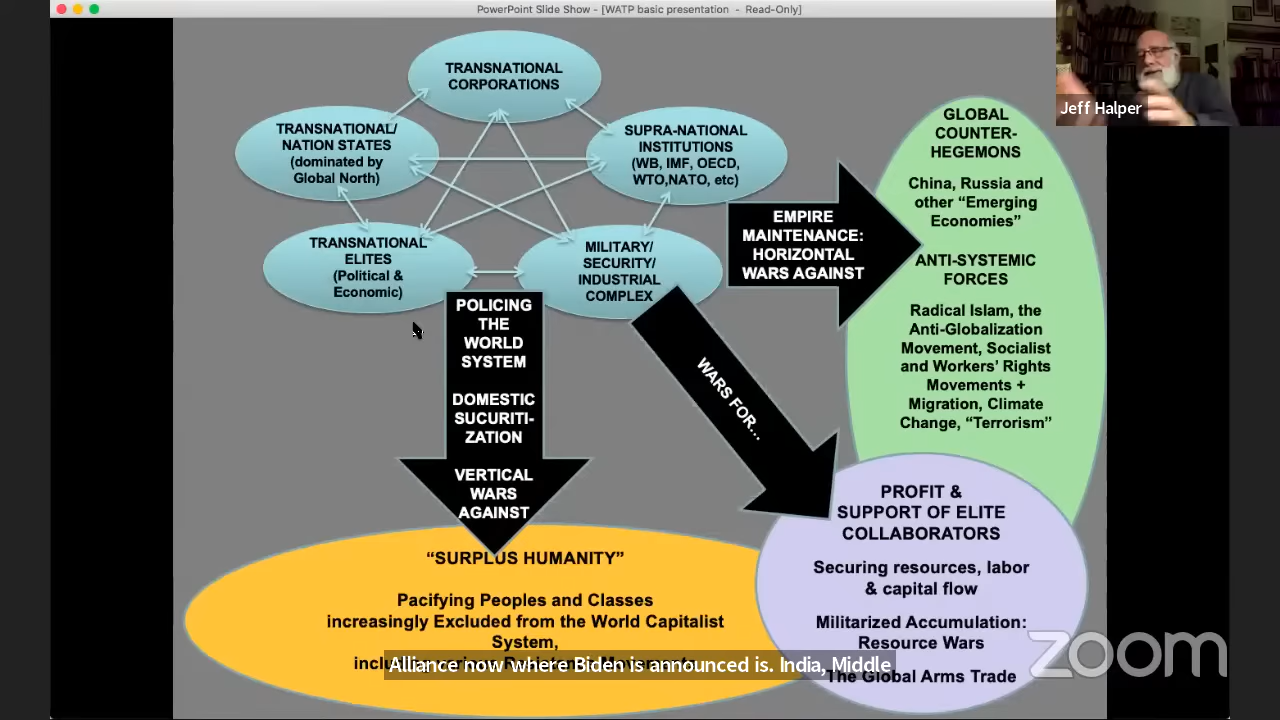 PowerPoint Slide Show - [WATP basic presentation - Read-Only]
Jeff Halper
TRANSNATIONAL
CORPORATIONS
TRANSNATIONAL/
NATION STATES
(dominated by
Global North)
SUPRA-NATIONAL
INSTITUTIONS
(WB, IMF, OECD,
WTO,NATO, etc)
TRANSNATIONAL
ELITES
(Political &
Economic)
MILITARY/
SECURITY/
INDUSTRIAL
COMPLEX
EMPIRE
MAINTENANCE:
HORIZONTAL
WARS AGAINST
GLOBAL
COUNTER-
HEGEMONS
China, Russia and
other “Emerging
Economies”
ANTI-SYSTEMIC
FORCES
Radical Islam, the
Anti-Globalization
Movement, Socialist
and Workers’ Rights
Movements +
Migration, Climate
Change, “Terrorism”
POLICING
THE
WORLD
SYSTEM
DOMESTIC
SUCURITI-
ZATION
VERTICAL
WARS
AGAINST
WARS FOR...
“SURPLUS HUMANITY”
Pacifying Peoples and Classes
increasingly Excluded from the World Capitalist
System,
PROFIT &
SUPPORT OF ELITE
COLLABORATORS
Securing resources, labor
& capital flow
Militarized Accumulation:
Resource Wars
The Global Arms Trade
Alliance now where Biden is announced is. India, Middle
zoom